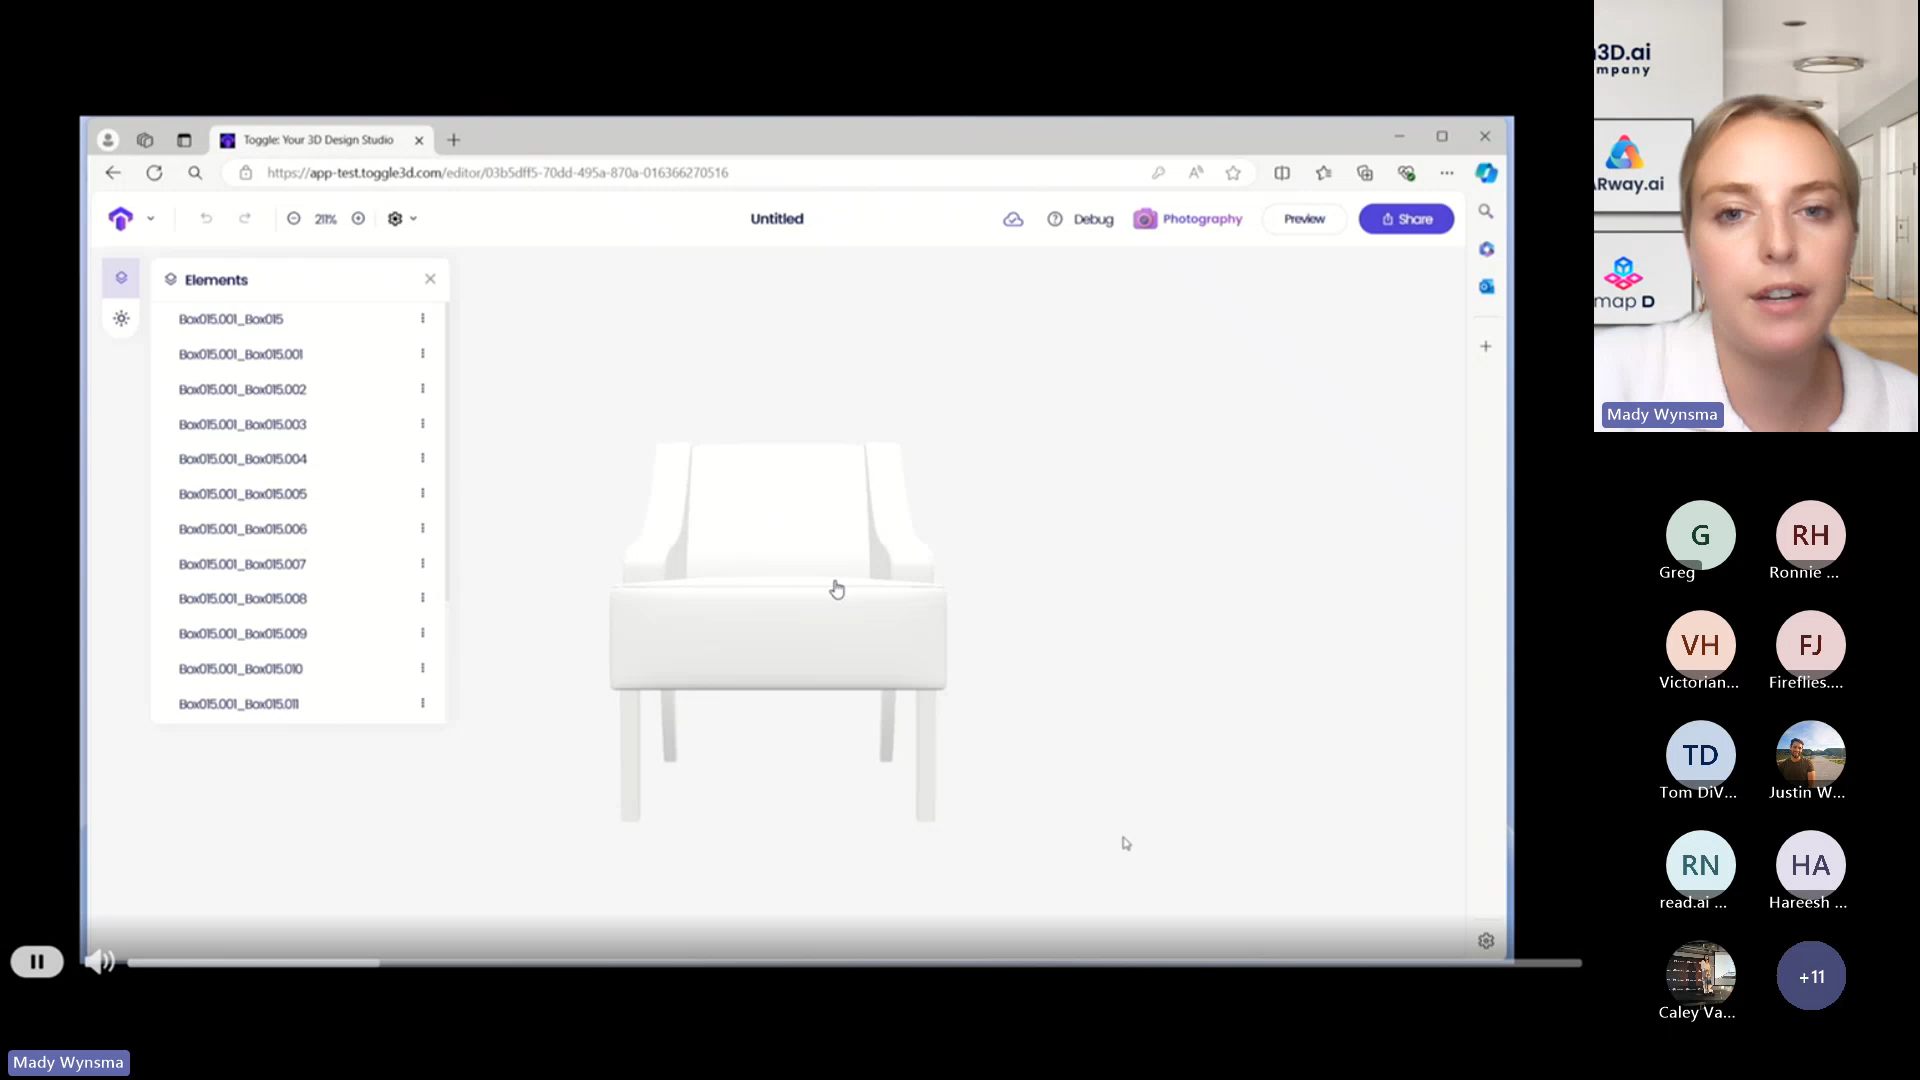 Toggle: Your 3D Design Studio
https://app-test.toggle3d.com/editor/03b5dff5-70dd-495a-870a-016366270516
211%
Untitled
Debug
Photography
Preview
Share
Elements
Box015.001_Box015
Box015.001_Box015.001
Box015.001_Box015.002
Box015.001_Box015.003
Box015.001_Box015.004
Box015.001_Box015.005
Box015.001_Box015.006
Box015.001_Box015.007
Box015.001_Box015.008
Box015.001_Box015.009
Box015.001_Box015.010
Box015.001_Box015.011
Mady Wynsma
3D.ai
mpany
ARway.ai
map D
Mady Wynsma
G
Greg
RH
Ronnie ...
VH
Victorian...
FJ
Fireflies....
TD
Tom DiV...
Justin W...
RN
read.ai ...
HA
Hareesh ...
Caley Va...
+11